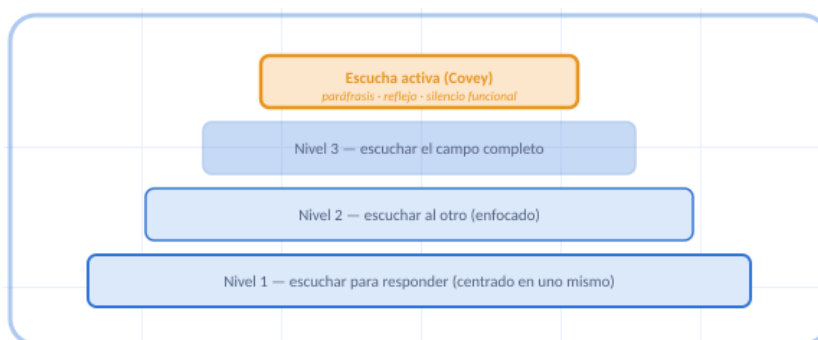 Escucha activa (Covey)
paráfrasis · reflejo · silencio funcional
Nivel 3 — escuchar el campo completo
Nivel 2 — escuchar al otro (enfocado)
Nivel 1 — escuchar para responder (centrado en uno mismo)